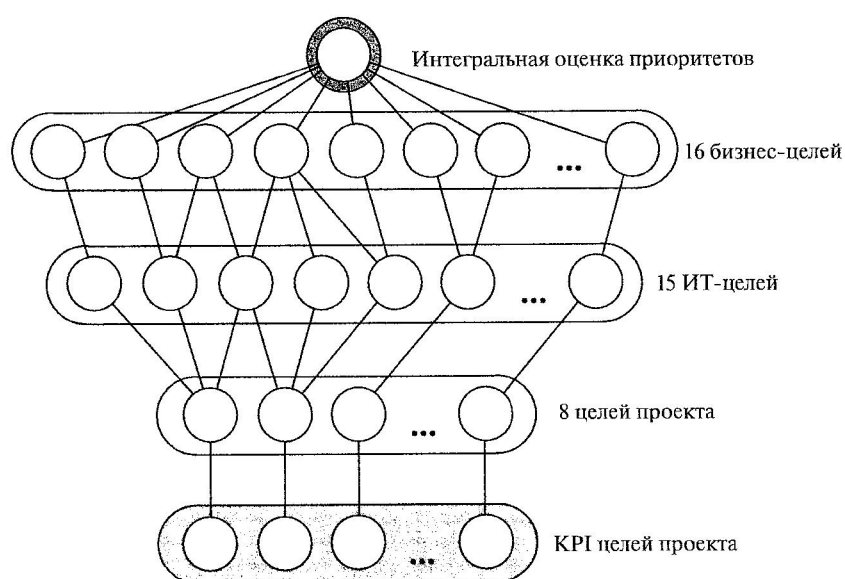 Интегральная оценка приоритетов
16 бизнес-целей
...
15 ИТ-целей
...
8 целей проекта
...
KPI целей проекта
...